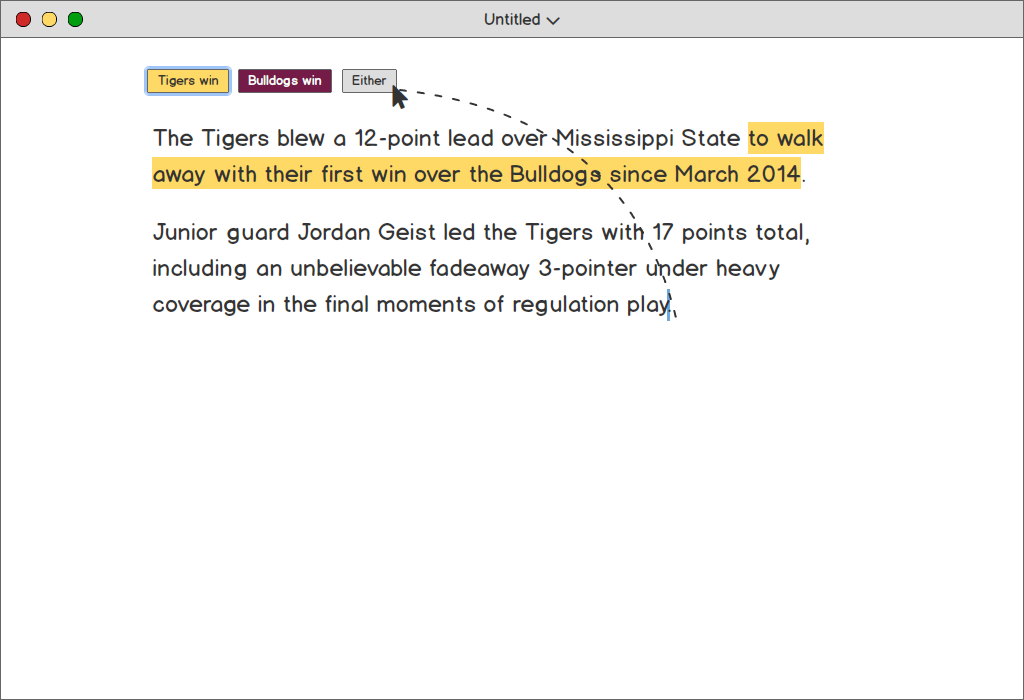 Untitled
Tigers win Bulldogs win Either
The Tigers blew a 12-point lead over Mississippi State to walk
away with their first win over the Bulldogs since March 2014.
Junior guard Jordan Geist led the Tigers with 17 points total,
including an unbelievable fadeaway 3-pointer under heavy
coverage in the final moments of regulation play.